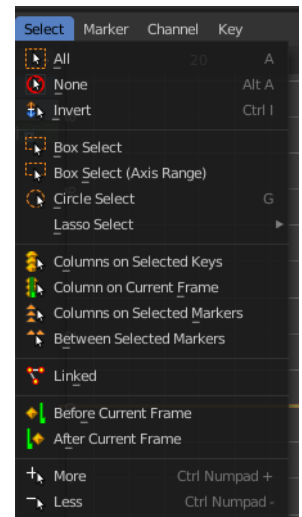 Select Marker Channel Key
All 20 A
None Alt A
Invert Ctrl I
Box Select
Box Select (Axis Range)
Circle Select G
Lasso Select
Columns on Selected Keys
Column on Current Frame
Columns on Selected Markers
Between Selected Markers
Linked
Before Current Frame
After Current Frame
More Ctrl Numpad +
Less Ctrl Numpad -